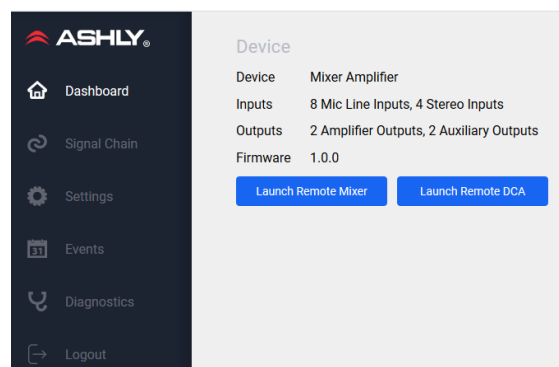 ASHLY®
Dashboard
Signal Chain
Settings
31
Events
Diagnostics
Logout
Device
Device Mixer Amplifier
Inputs 8 Mic Line Inputs, 4 Stereo Inputs
Outputs 2 Amplifier Outputs, 2 Auxiliary Outputs
Firmware 1.0.0
Launch Remote Mixer
Launch Remote DCA